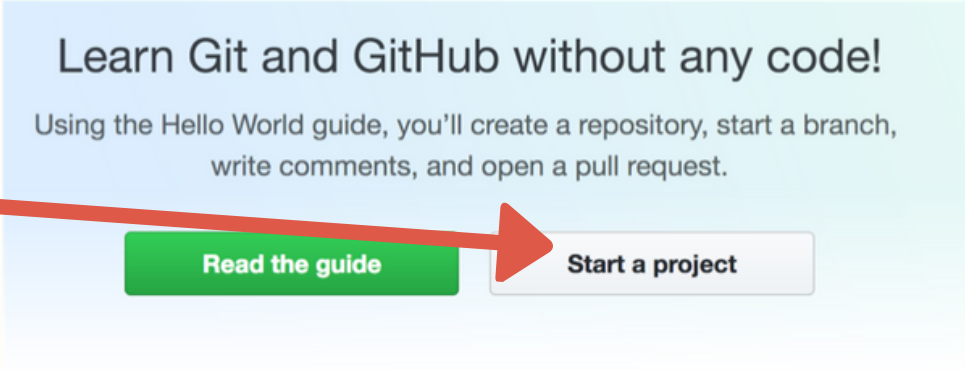 Learn Git and GitHub without any code!
Using the Hello World guide, you’ll create a repository, start a branch,
write comments, and open a pull request.
Read the guide
Start a project